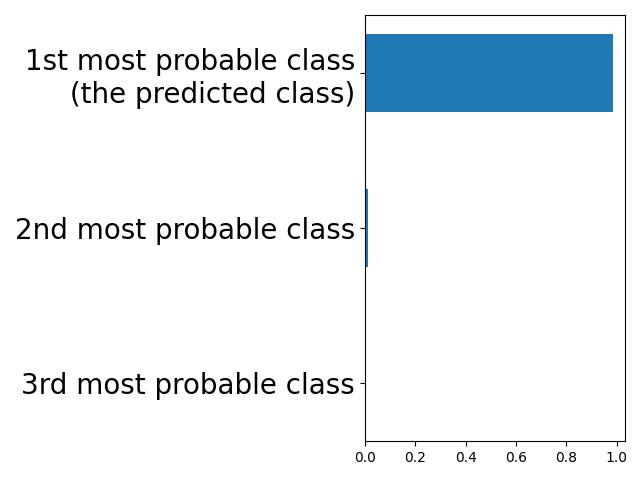 1st most probable class
(the predicted class)
2nd most probable class
3rd most probable class
0.0 0.2 0.4 0.6 0.8 1.0